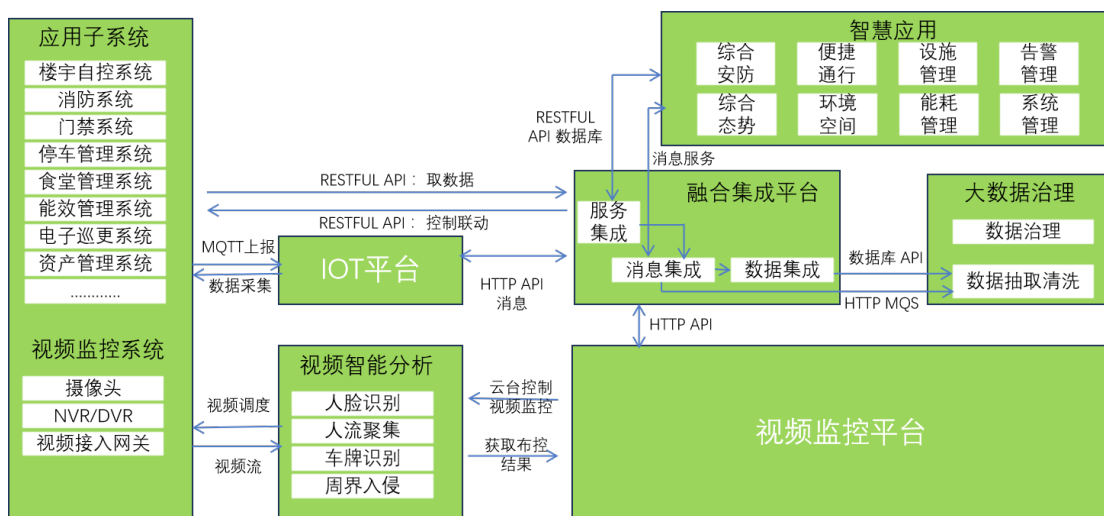 应用子系统
楼宇自控系统
消防系统
门禁系统
停车管理系统
食堂管理系统
能效管理系统
电子巡更系统
资产管理系统
............
视频监控系统
摄像头
NVR/DVR
视频接入网关
智慧应用
综合
安防
便捷
通行
设施
管理
告警
管理
综合
态势
环境
空间
能耗
管理
系统
管理
RESTFUL
API 数据库
消息服务
RESTFUL API ：取数据
RESTFUL API ：控制联动
MQTT上报
数据采集
IOT平台
HTTP API
消息
融合集成平台
服务
集成
消息集成
数据集成
数据库 API
HTTP MQS
大数据治理
数据治理
数据抽取清洗
HTTP API
视频智能分析
人脸识别
人流聚集
车牌识别
周界入侵
视频调度
视频流
云台控制
视频监控
获取布控
结果
视频监控平台